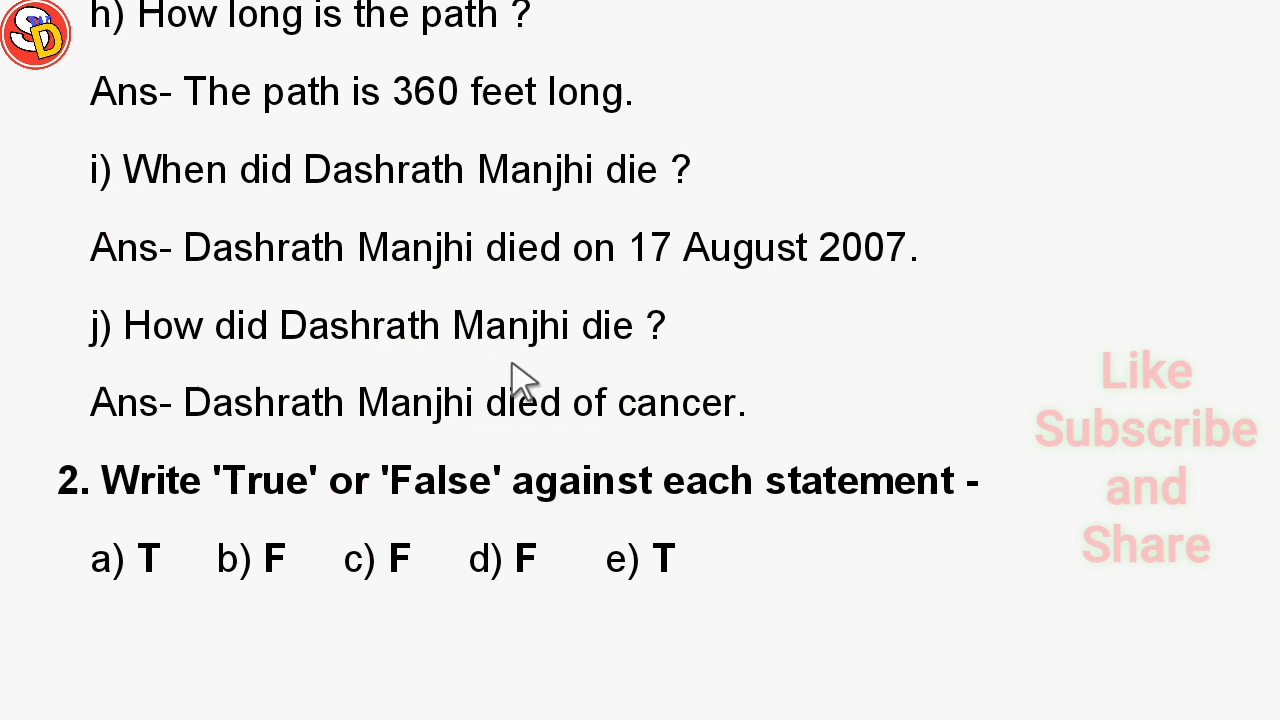 h) How long is the path ?
Ans- The path is 360 feet long.
i) When did Dashrath Manjhi die ?
Ans- Dashrath Manjhi died on 17 August 2007.
j) How did Dashrath Manjhi die ?
Ans- Dashrath Manjhi died of cancer.
2. Write 'True' or 'False' against each statement -
a) T b) F c) F d) F e) T
Like
Subscribe
and
Share
SD